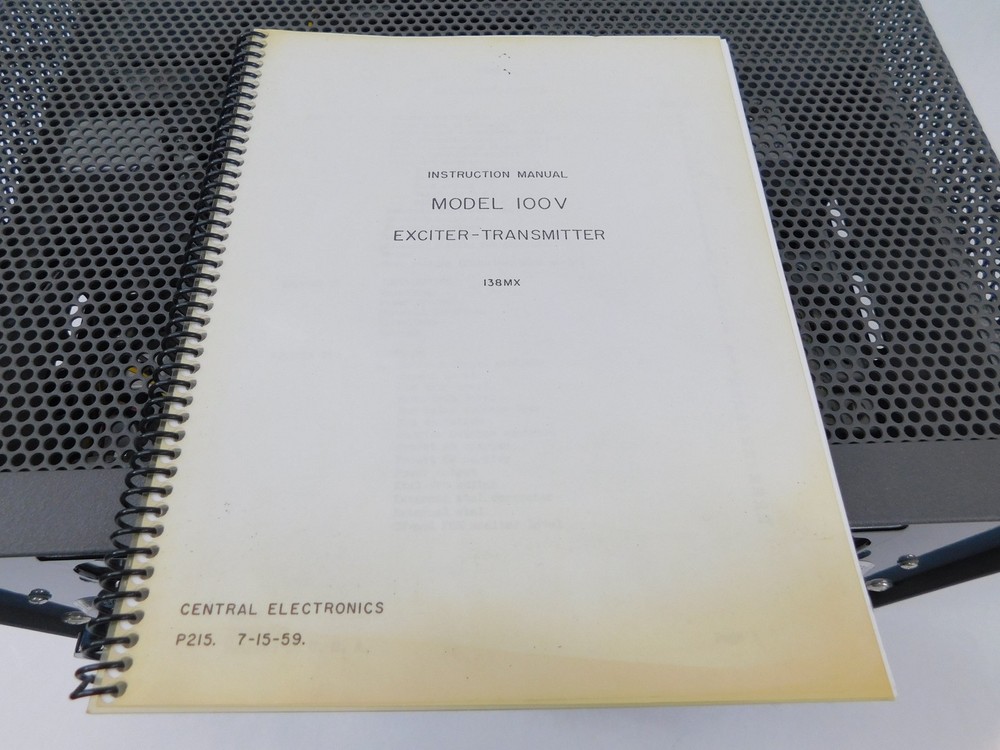 INSTRUCTION MANUAL
MODEL 100V
EXCITER-TRANSMITTER
138MX
CENTRAL ELECTRONICS
P215. 7-15-59.